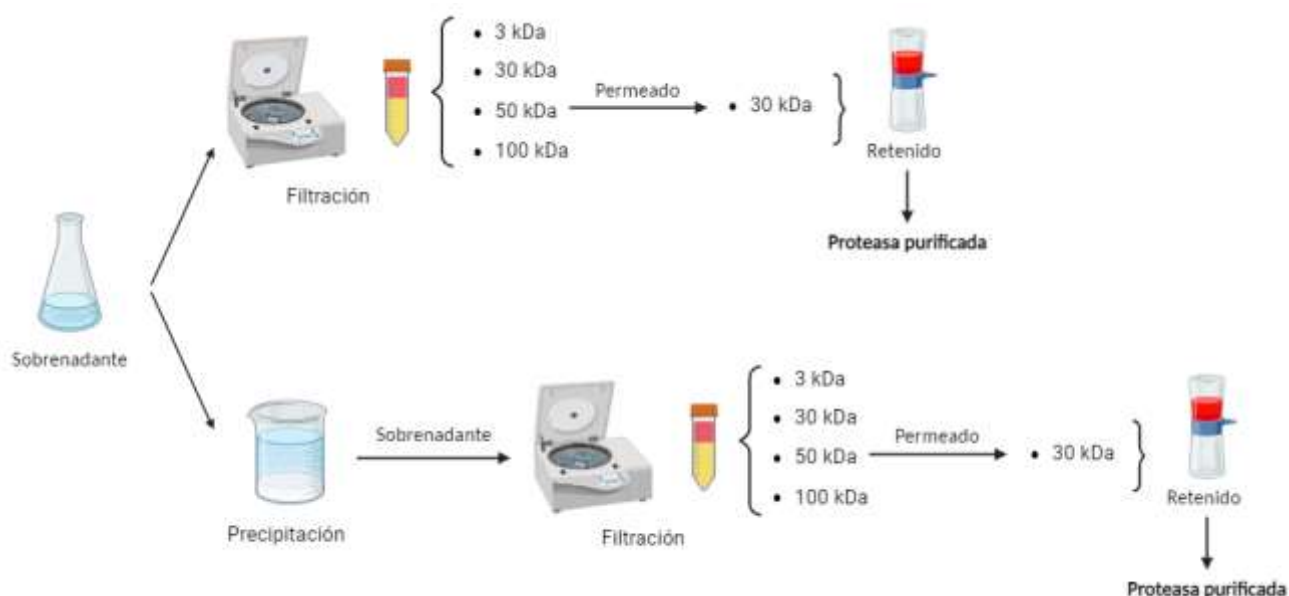 • 3 kDa
• 30 kDa
• 50 kDa
• 100 kDa
Permeado
• 30 kDa
Retenido
Filtración
Proteasa purificada
Sobrenadante
Precipitación
Sobrenadante
Filtración
• 3 kDa
• 30 kDa
• 50 kDa
• 100 kDa
Permeado
• 30 kDa
Retenido
Proteasa purificada